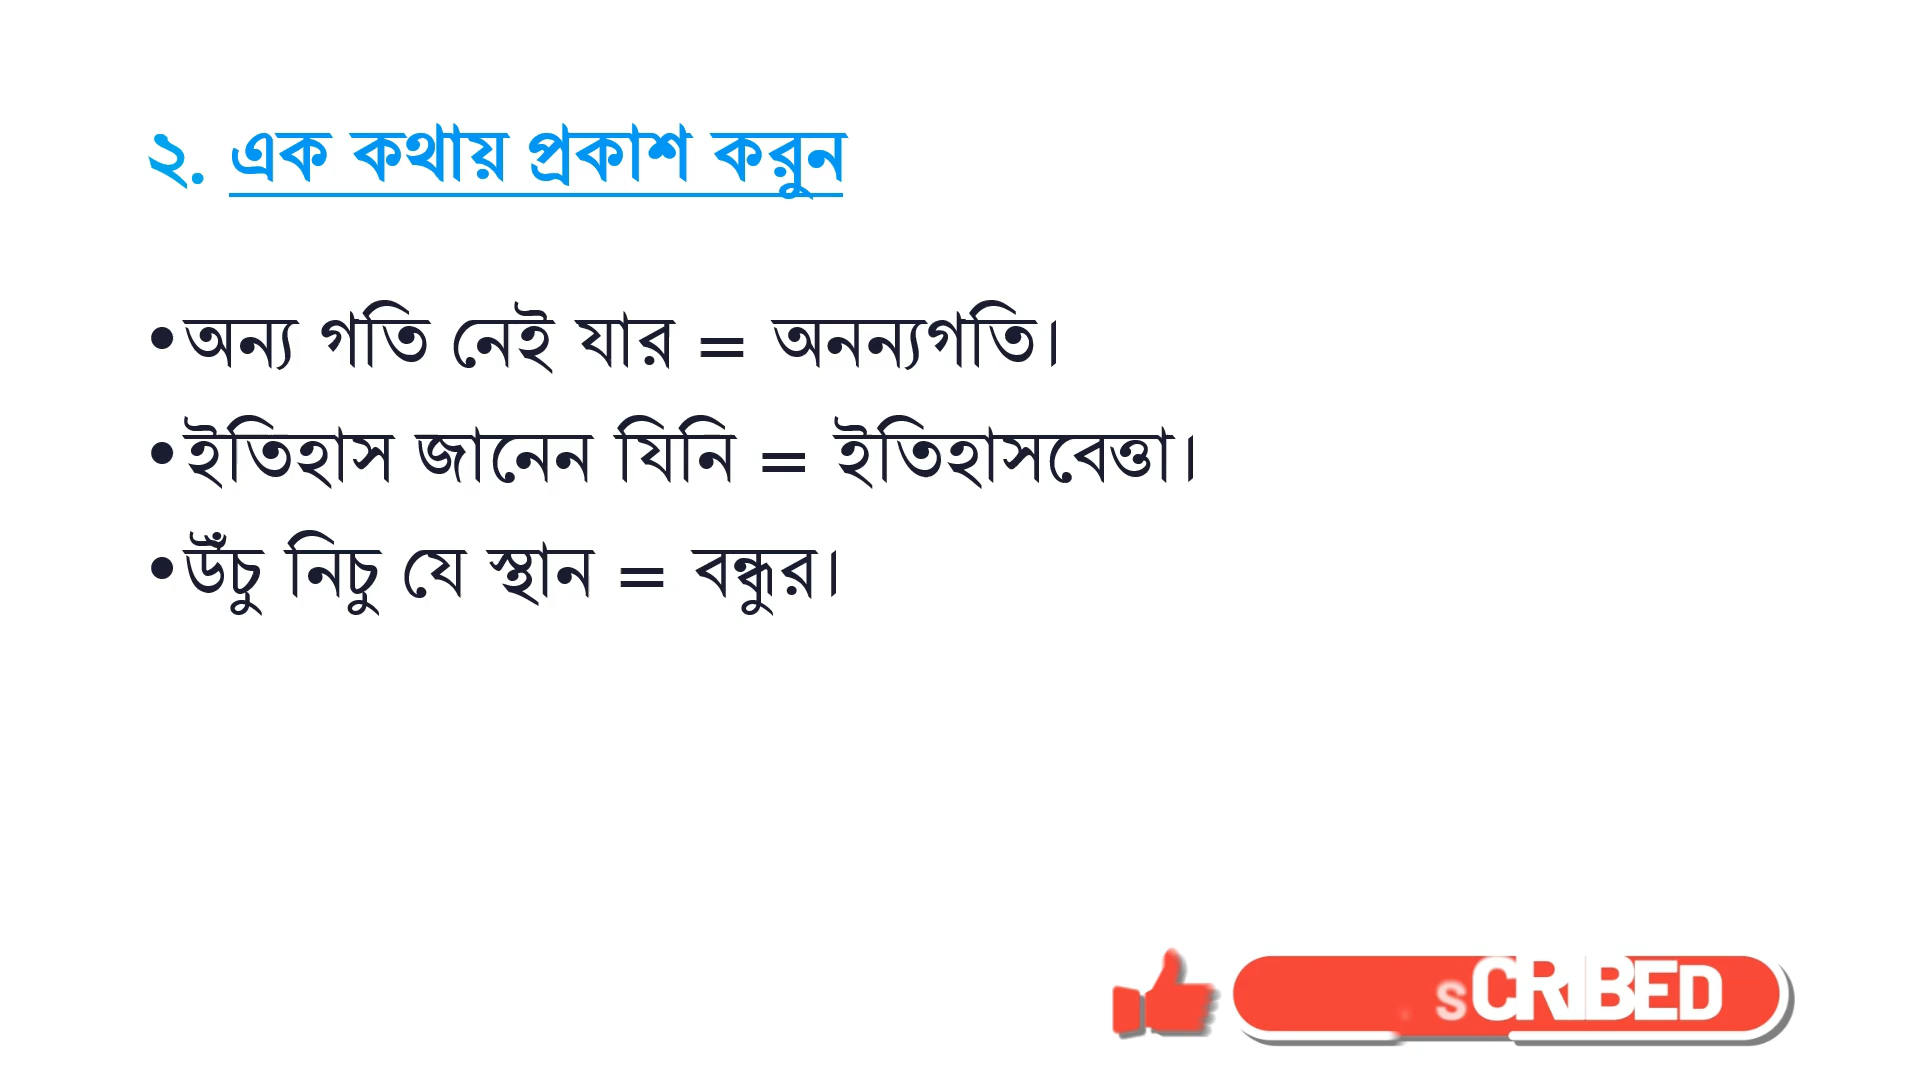 ২. এক কথায় প্রকাশ করুন
•অন্য গতি নেই যার = অনন্যগতি।
•ইতিহাস জানেন যিনি = ইতিহাসবেত্তা।
•উঁচু নিচু যে স্থান = বন্ধুর।
SCRIBED